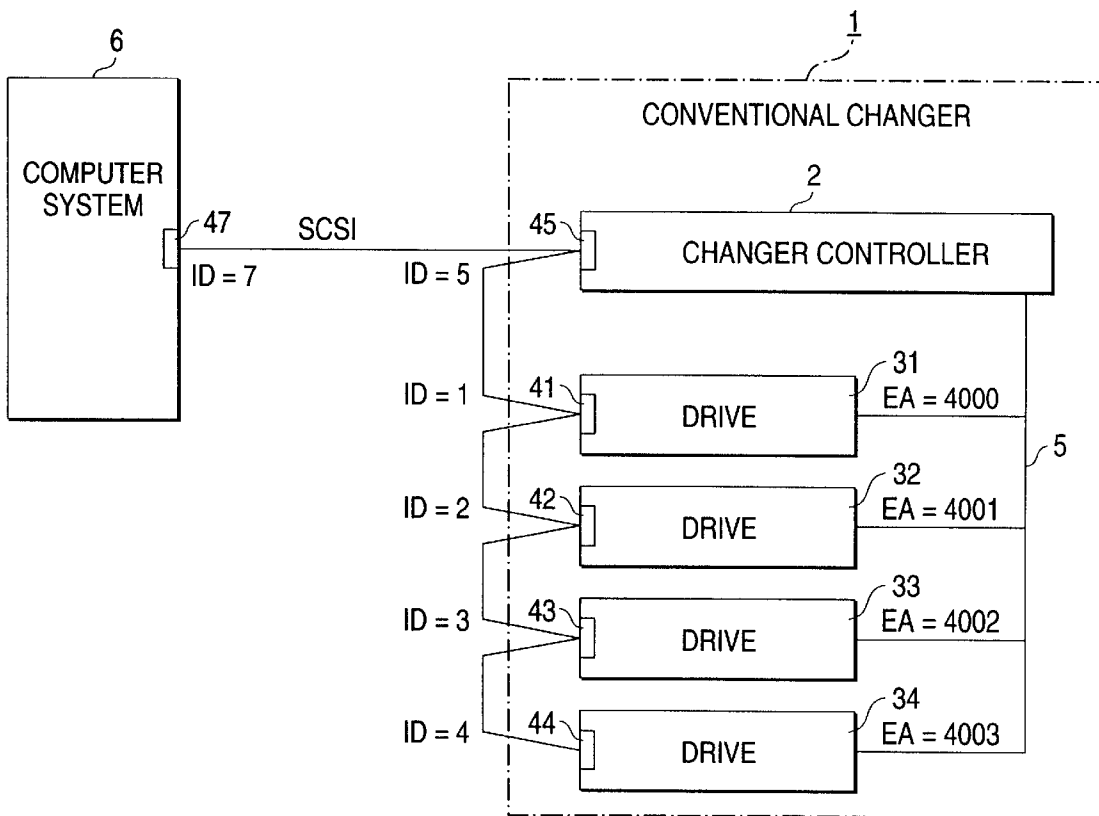 6
1
CONVENTIONAL CHANGER
COMPUTER
SYSTEM
2
47
SCSI
45
CHANGER CONTROLLER
ID = 7
ID = 5
31
ID = 1
41
DRIVE
EA = 4000
5
32
ID = 2
42
DRIVE
EA = 4001
33
ID = 3
43
DRIVE
EA = 4002
34
ID = 4
44
DRIVE
EA = 4003